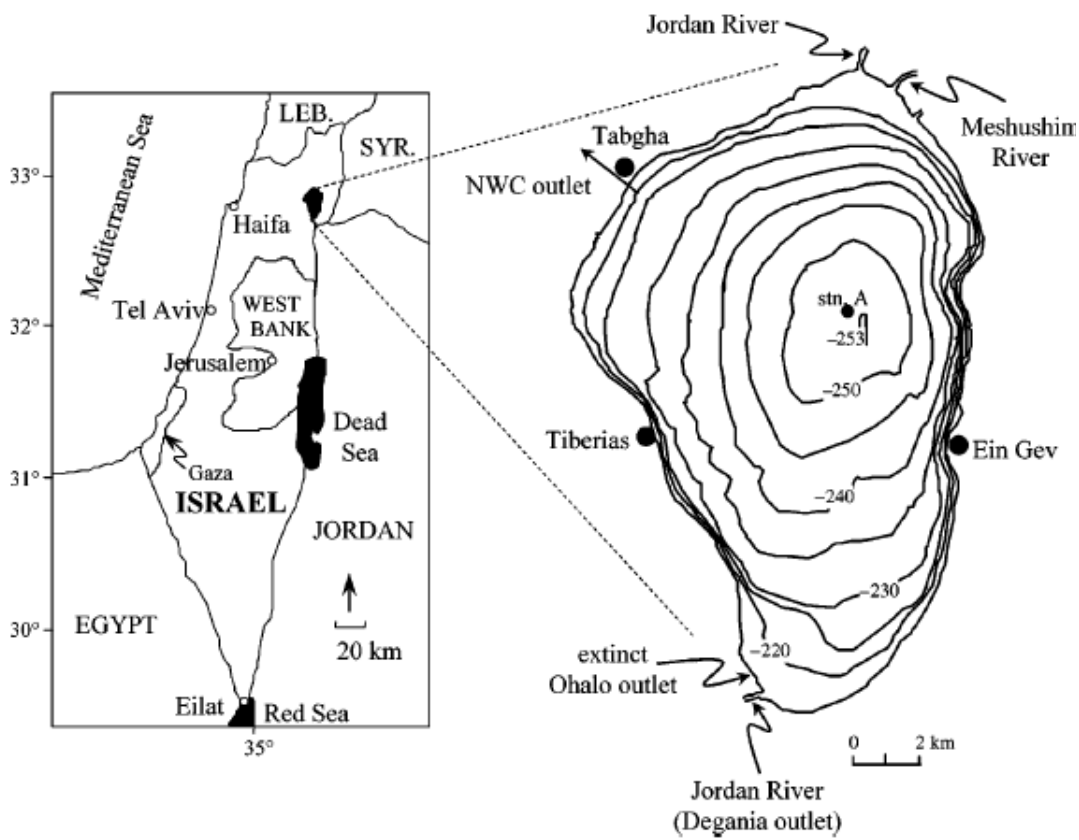 Jordan River
Meshushim
River
Tabgha
NWC outlet
stn. A
-253
-250
Tiberias
Ein Gev
-240
-230
-220
extinct
Ohalo outlet
0 2 km
Jordan River
(Degania outlet)
LEB.
SYR.
Mediterranean Sea
33°
Haifa
Tel Aviv
WEST
BANK
32°
Jerusalem
Dead
Sea
31°
Gaza
ISRAEL
JORDAN
30°
EGYPT
20 km
Eilat
Red Sea
35°